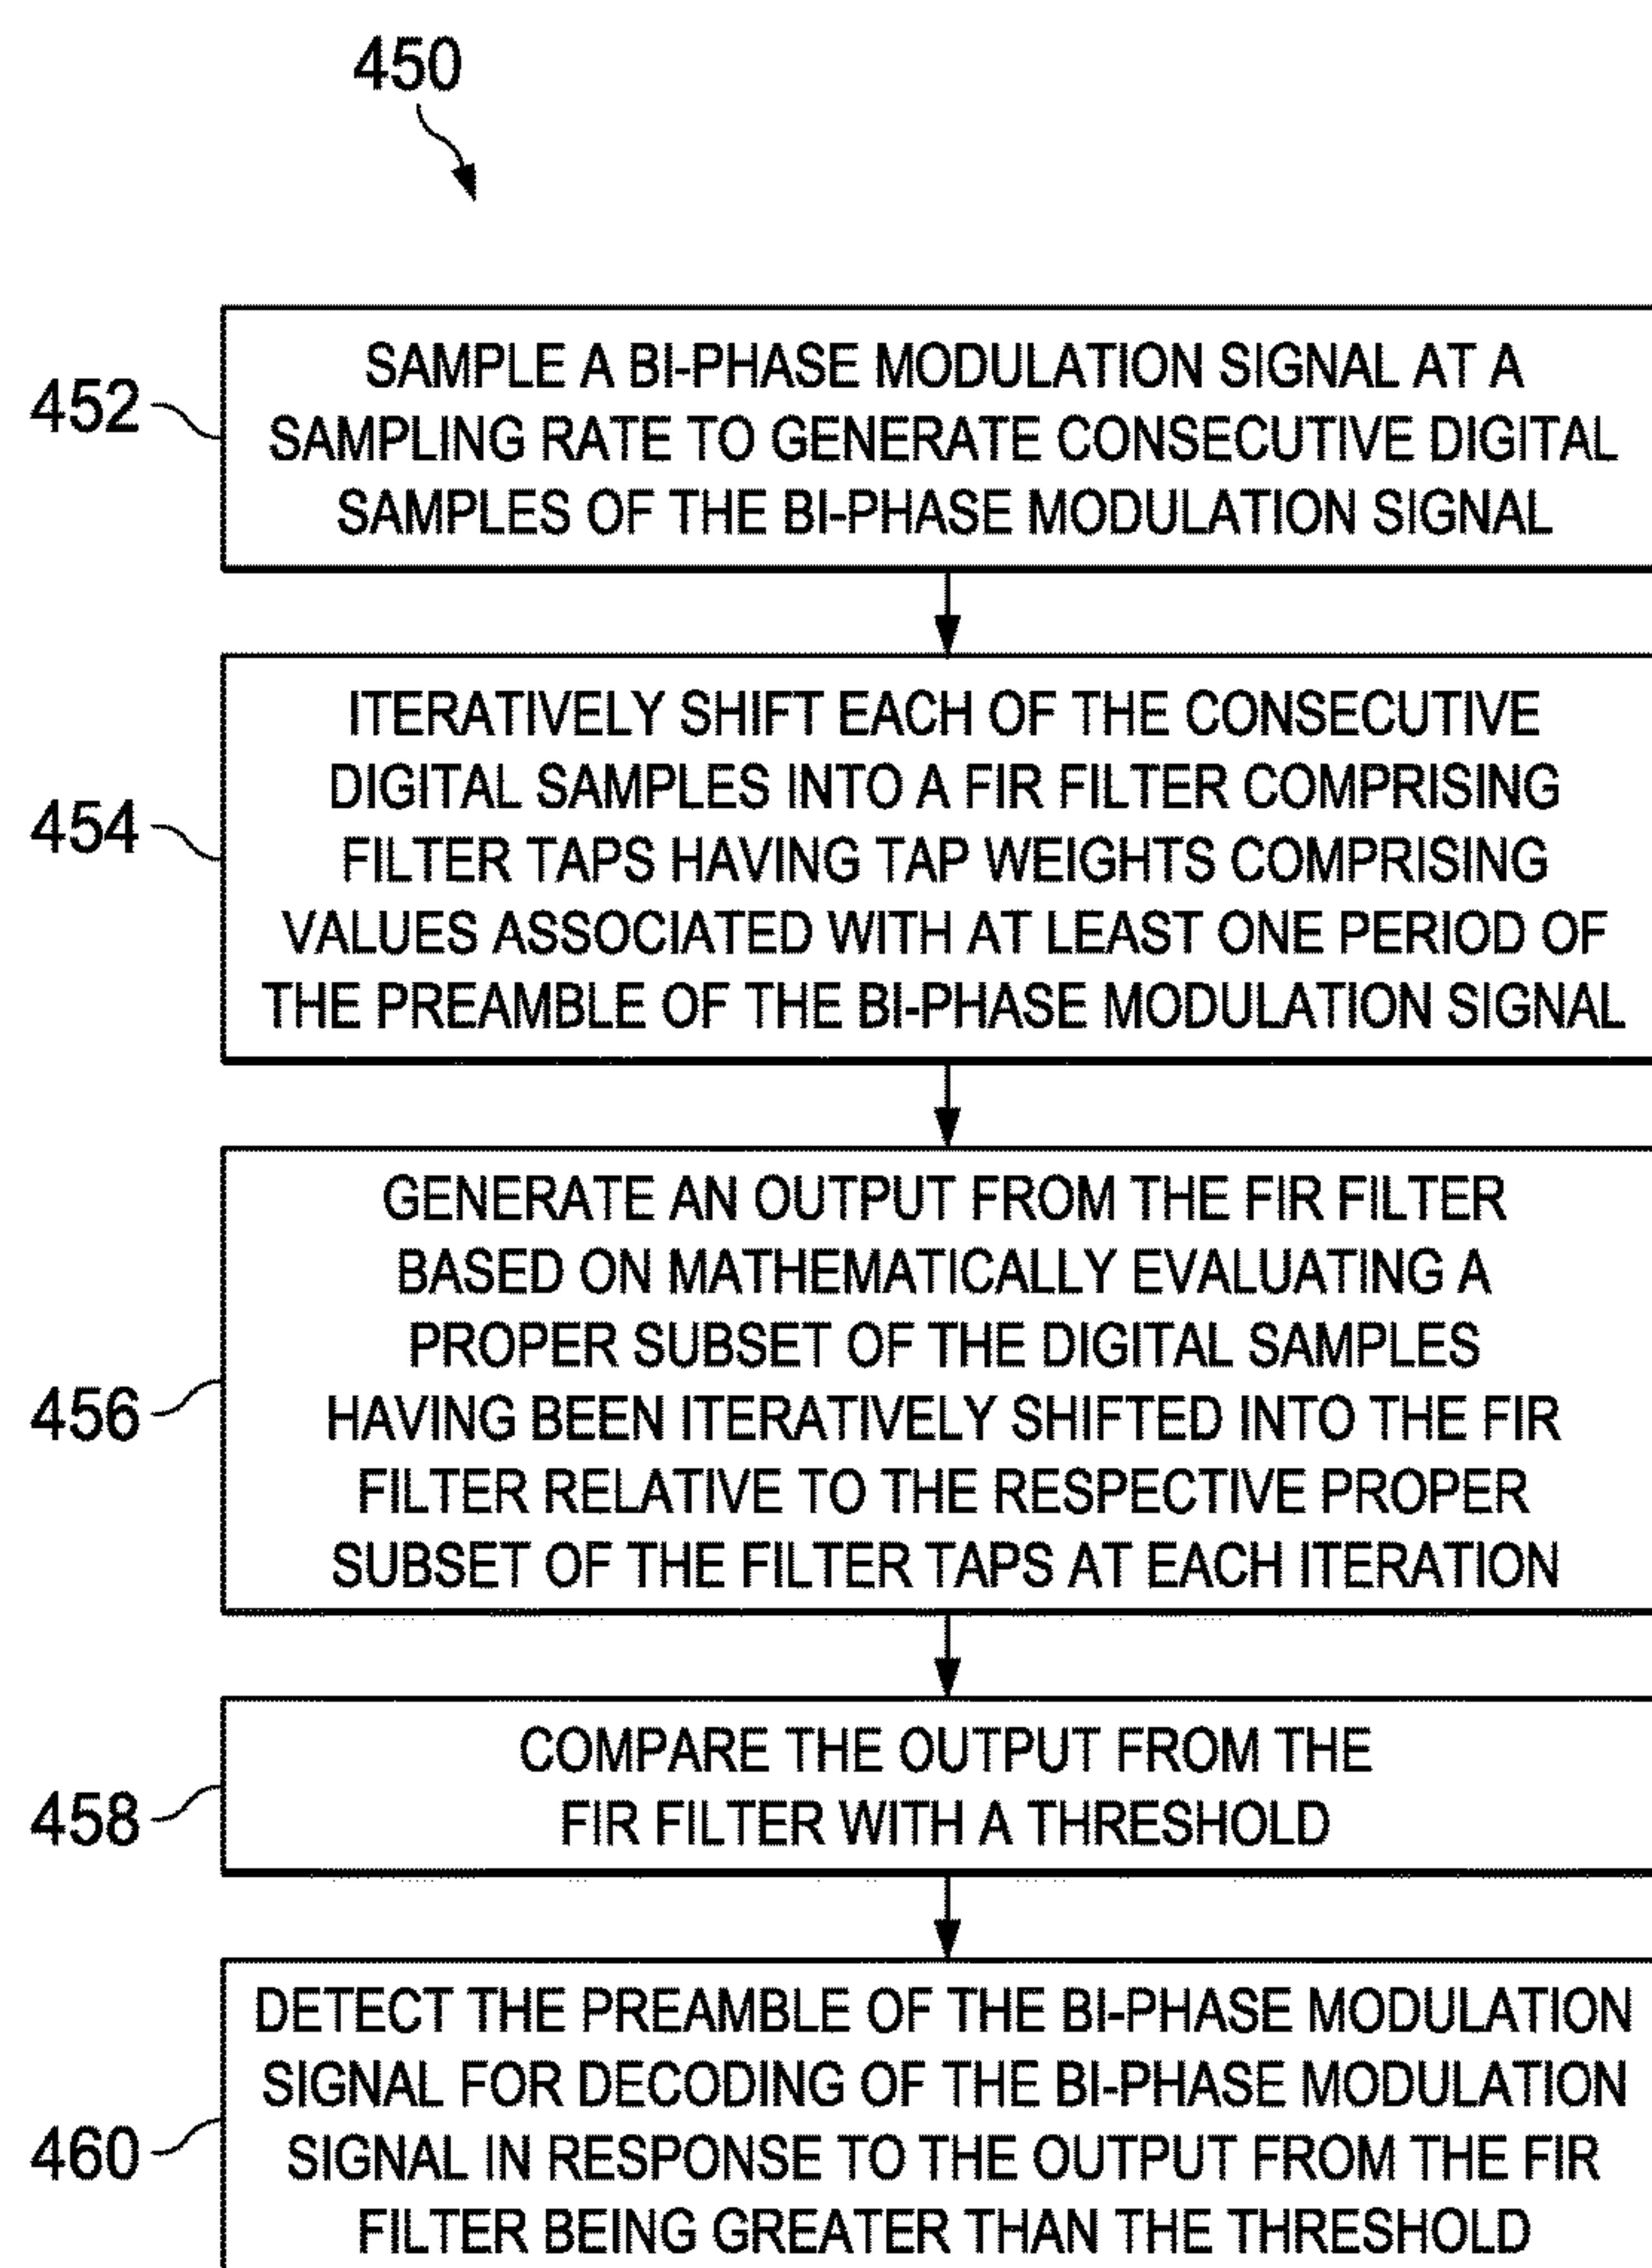 450
452
SAMPLE A BI-PHASE MODULATION SIGNAL AT A
SAMPLING RATE TO GENERATE CONSECUTIVE DIGITAL
SAMPLES OF THE BI-PHASE MODULATION SIGNAL
454
ITERATIVELY SHIFT EACH OF THE CONSECUTIVE
DIGITAL SAMPLES INTO A FIR FILTER COMPRISING
FILTER TAPS HAVING TAP WEIGHTS COMPRISING
VALUES ASSOCIATED WITH AT LEAST ONE PERIOD OF
THE PREAMBLE OF THE BI-PHASE MODULATION SIGNAL
456
GENERATE AN OUTPUT FROM THE FIR FILTER
BASED ON MATHEMATICALLY EVALUATING A
PROPER SUBSET OF THE DIGITAL SAMPLES
HAVING BEEN ITERATIVELY SHIFTED INTO THE FIR
FILTER RELATIVE TO THE RESPECTIVE PROPER
SUBSET OF THE FILTER TAPS AT EACH ITERATION
458
COMPARE THE OUTPUT FROM THE
FIR FILTER WITH A THRESHOLD
460
DETECT THE PREAMBLE OF THE BI-PHASE MODULATION
SIGNAL FOR DECODING OF THE BI-PHASE MODULATION
SIGNAL IN RESPONSE TO THE OUTPUT FROM THE FIR
FILTER BEING GREATER THAN THE THRESHOLD